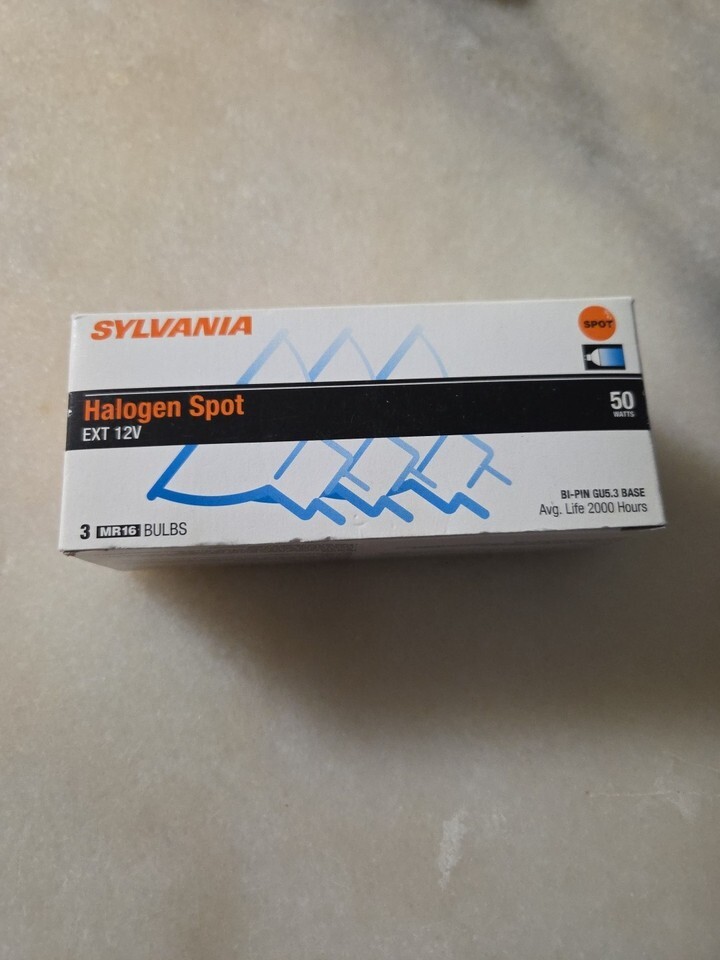 SYLVANIA
SPOT
Halogen Spot
EXT 12V
50
WATTS
BI-PIN GU5.3 BASE
Avg. Life 2000 Hours
3 MR16 BULBS